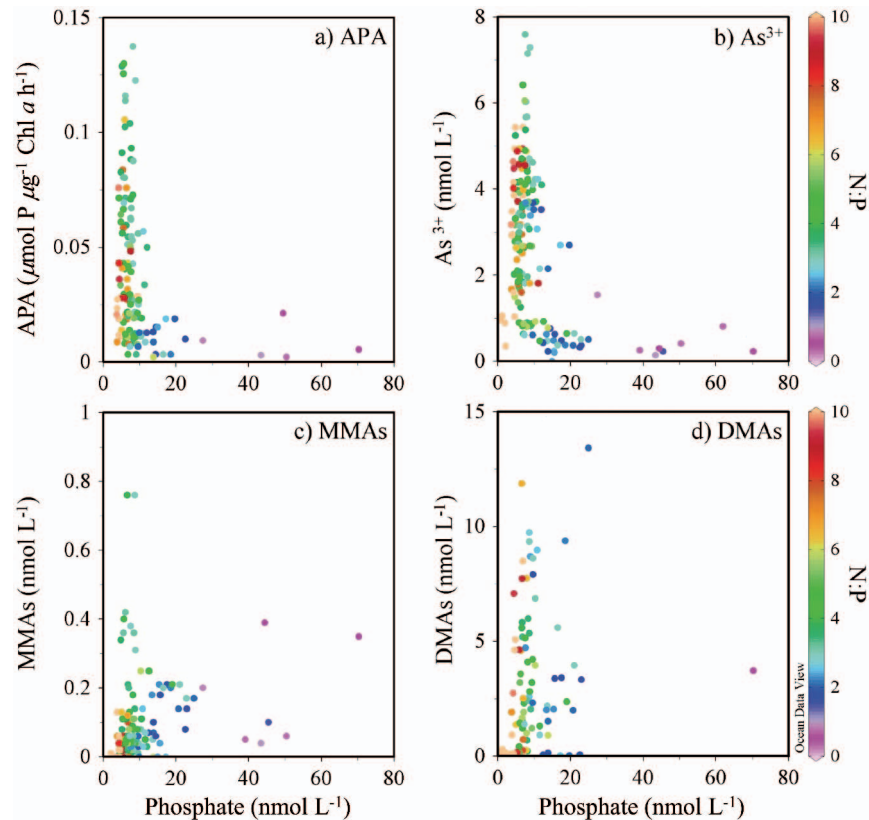 a) APA
0.15
0.1
0.05
0
0 20 40 60 80
APA (µmol P µg⁻¹ Chl a h⁻¹)
b) As³⁺
8
6
4
2
0
0 20 40 60 80
As³⁺ (nmol L⁻¹)
10
8
6
4
2
0
N:P
c) MMAs
1
0.8
0.6
0.4
0.2
0
0 20 40 60 80
MMAs (nmol L⁻¹)
Phosphate (nmol L⁻¹)
d) DMAs
15
10
5
0
0 20 40 60 80
DMAs (nmol L⁻¹)
Phosphate (nmol L⁻¹)
Ocean Data View
10
8
6
4
2
0
N:P